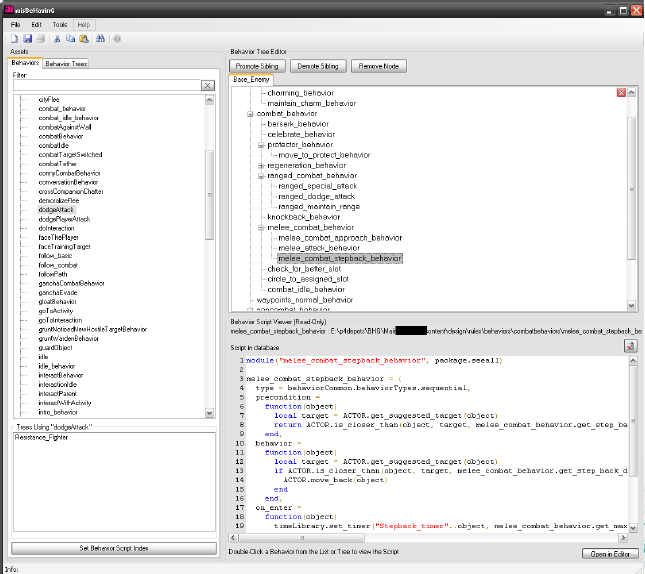 misBeHavinG
File Edit Tools Help
Assets
Behaviors Behavior Trees
Filter:
cityFlee
combat_behavior
combat_idle_behavior
combatAgainstWall
combatBehavior
combatIdle
combatTargetSwitched
combatTether
connyCombatBehavior
conversationBehavior
crossCompanionChatter
demoralizeFlee
dodgeAttack
dodgePlayerAttack
doInteraction
faceThePlayer
faceTrainingTarget
follow_basic
follow_combat
followPath
ganchaCombatBehavior
ganchaEvade
gloatBehavior
goToActivity
goToInteraction
gruntNoticedNewHostileTargetBehavior
gruntWardenBehavior
guardObject
idle
idle_behavior
interactBehavior
interactionIdle
interactParent
interactWithActivity
intro_behavior
Trees Using "dodgeAttack"
Resistance_Fighter
Set Behavior Script Index
Behavior Tree Editor
Promote Sibling Demote Sibling Remove Node
Base_Enemy
charming_behavior
maintain_charm_behavior
combat_behavior
berserk_behavior
celebrate_behavior
protector_behavior
move_to_protect_behavior
regeneration_behavior
ranged_combat_behavior
ranged_special_attack
ranged_dodge_attack
ranged_maintain_range
knockback_behavior
melee_combat_behavior
melee_combat_approach_behavior
melee_attack_behavior
melee_combat_stepback_behavior
check_for_better_slot
circle_to_assigned_slot
combat_idle_behavior
waypoints_normal_behavior
noncombat_behavior
Behavior Script Viewer (Read-Only)
melee_combat_stepback_behavior : E:\p4depots\BHG\Main ontent\design\rules\behaviors\combatbehaviors\melee_combat_stepback_be
Script in database
1 module("melee_combat_stepback_behavior", package.seeall)
2
3 melee_combat_stepback_behavior = {
4 type = behaviorCommon.behaviorTypes.sequential,
5 precondition =
6 function(object)
7 local target = ACTOR.get_suggested_target(object)
8 return ACTOR.is_closer_than(object, target, melee_combat_behavior.get_step_ba
9 end,
10 behavior =
11 function(object)
12 local target = ACTOR.get_suggested_target(object)
13 if ACTOR.is_closer_than(object, target, melee_combat_behavior.get_step_back_d
14 ACTOR.move_back(object)
15 end
16 end,
17 on_enter =
18 function(object)
19 timeLibrary.set_timer("Stepback_timer"..object, melee_combat_behavior.get_max
Double-Click a Behavior from the List or Tree to view the Script
Open in Editor
Info: